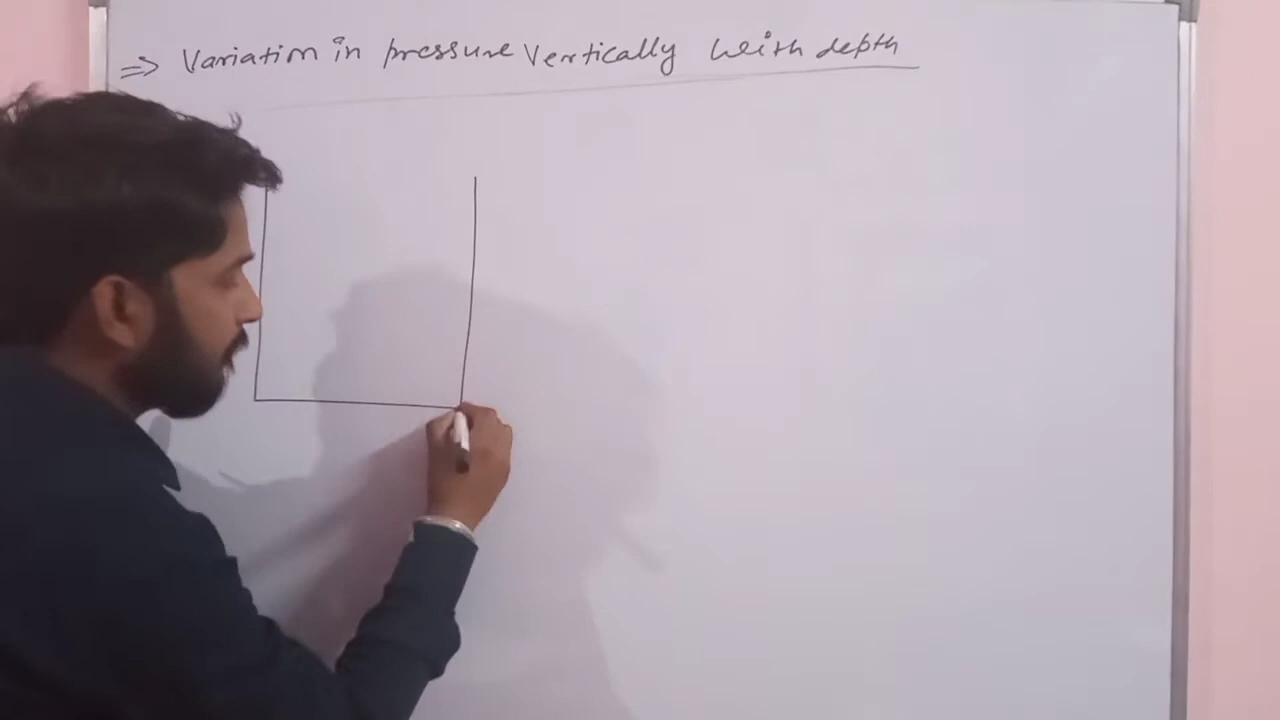 ⇒ Variation in pressure Vertically with depth